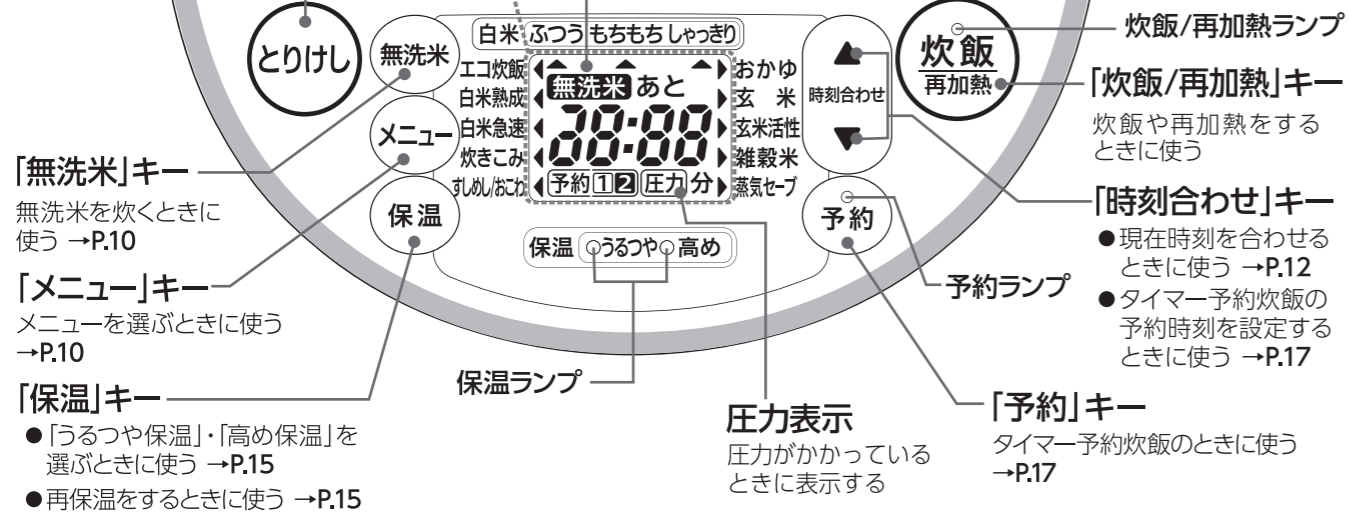 白米 ふつう もちもち しゃっきり
とりけし
無洗米
メニュー
保温
エコ炊飯
白米熟成
白米急速
炊きこみ
すしめし/おこわ
無洗米 あと
38:88
予約 1 2 圧力 分
おかゆ
玄 米
玄米活性
雑穀米
蒸気セーブ
時刻合わせ
炊飯
再加熱
予約
保温 うるつや 高め
「無洗米」キー
無洗米を炊くときに
使う →P.10
「メニュー」キー
メニューを選ぶときに使う
→P.10
「保温」キー
●「うるつや保温」・「高め保温」を
選ぶときに使う →P.15
●再保温をするときに使う →P.15
保温ランプ
圧力表示
圧力がかかっている
ときに表示する
炊飯/再加熱ランプ
「炊飯/再加熱」キー
炊飯や再加熱をする
ときに使う
「時刻合わせ」キー
●現在時刻を合わせる
ときに使う →P.12
●タイマー予約炊飯の
予約時刻を設定する
ときに使う →P.17
予約ランプ
「予約」キー
タイマー予約炊飯のときに使う
→P.17